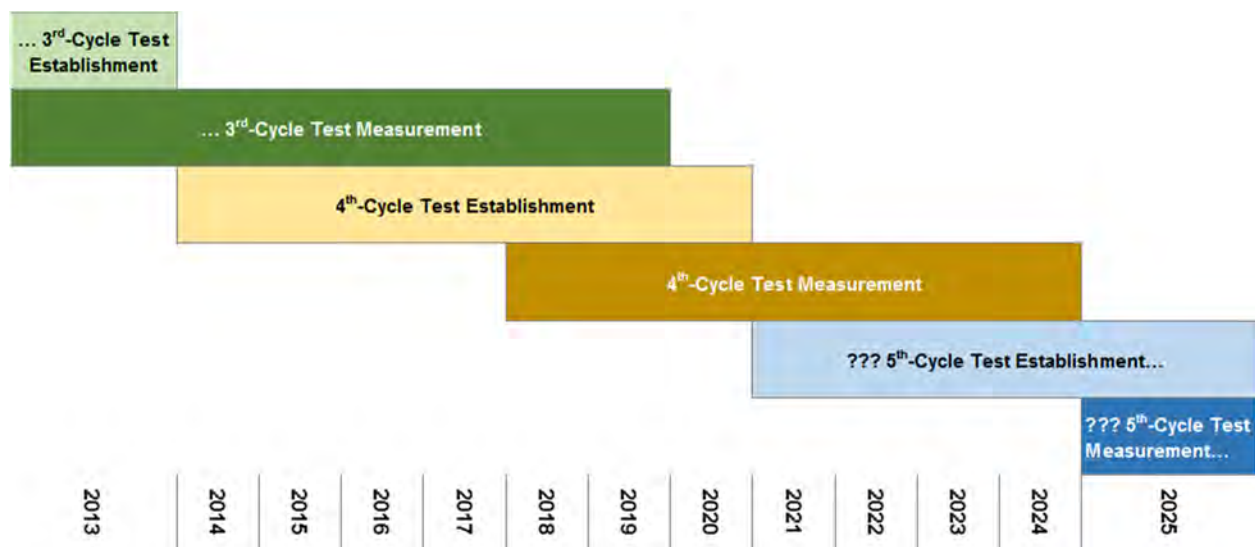 ... 3rd-Cycle Test
Establishment
... 3rd-Cycle Test Measurement
4th-Cycle Test Establishment
4th-Cycle Test Measurement
??? 5th-Cycle Test Establishment...
??? 5th-Cycle Test
Measurement...
2013
2014
2015
2016
2017
2018
2019
2020
2021
2022
2023
2024
2025